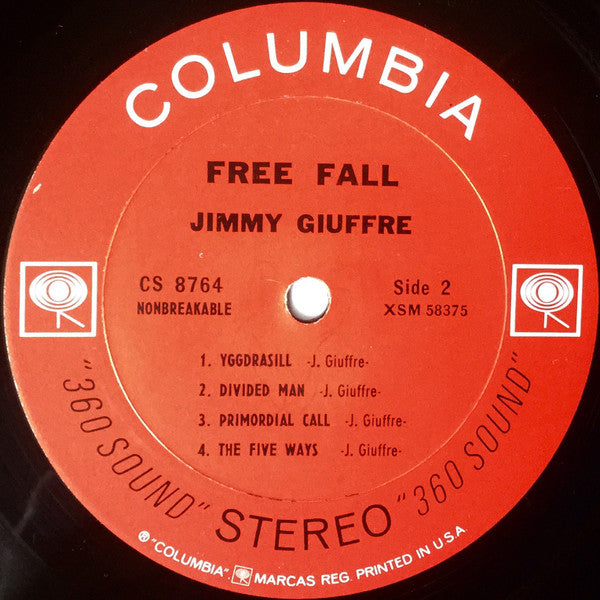 COLUMBIA
FREE FALL
JIMMY GIUFFRE
CS 8764
NONBREAKABLE
Side 2
XSM 58375
1. YGGDRASILL -J. Giuffre-
2. DIVIDED MAN -J. Giuffre-
3. PRIMORDIAL CALL -J. Giuffre-
4. THE FIVE WAYS -J. Giuffre-
"360 SOUND" STEREO "360 SOUND"
® "COLUMBIA", MARCAS REG. PRINTED IN U.S.A